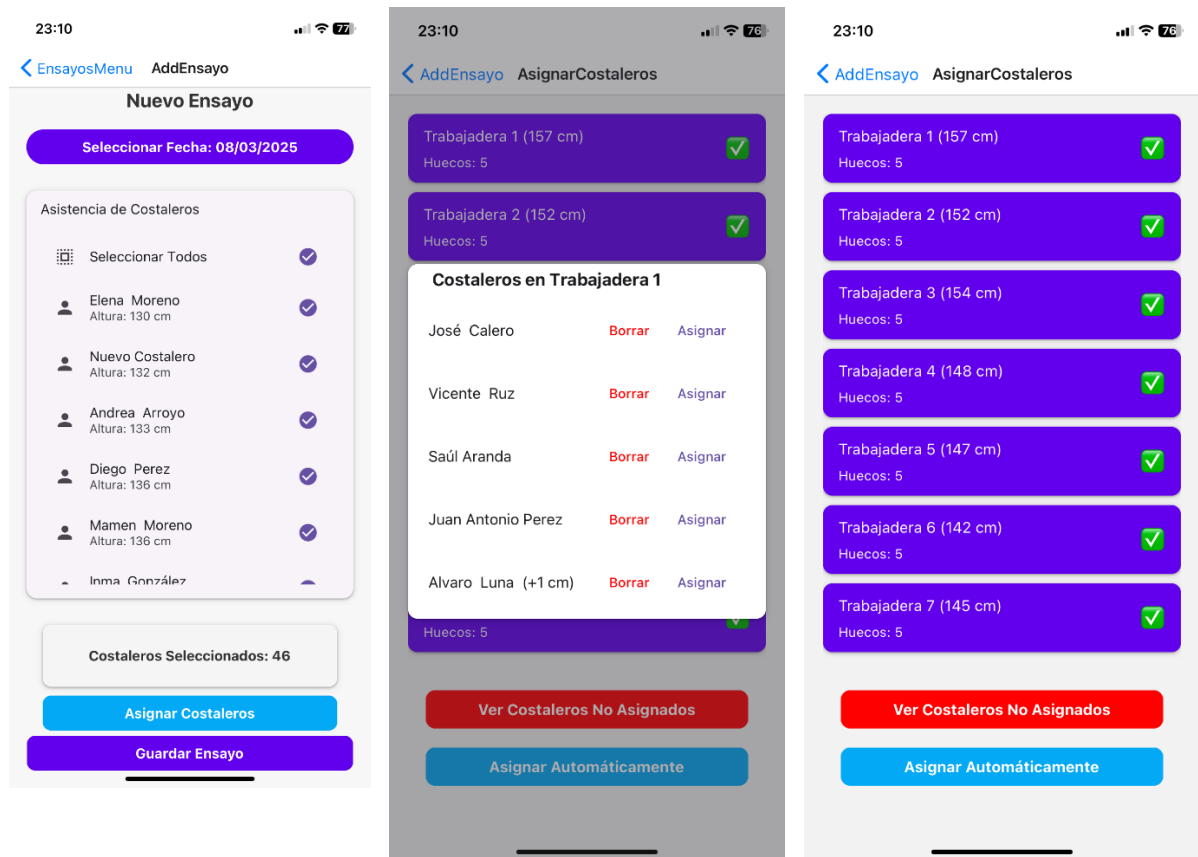 23:10
77
EnsayosMenu AddEnsayo
Nuevo Ensayo
Seleccionar Fecha: 08/03/2025
Asistencia de Costaleros
Seleccionar Todos
Elena Moreno
Altura: 130 cm
Nuevo Costalero
Altura: 132 cm
Andrea Arroyo
Altura: 133 cm
Diego Perez
Altura: 136 cm
Mamen Moreno
Altura: 136 cm
Inma González
Costaleros Seleccionados: 46
Asignar Costaleros
Guardar Ensayo
23:10
76
AddEnsayo AsignarCostaleros
Trabajadera 1 (157 cm)
Huecos: 5
Trabajadera 2 (152 cm)
Huecos: 5
Costaleros en Trabajadera 1
José Calero Borrar Asignar
Vicente Ruz Borrar Asignar
Saúl Aranda Borrar Asignar
Juan Antonio Perez Borrar Asignar
Alvaro Luna (+1 cm) Borrar Asignar
Huecos: 5
Ver Costaleros No Asignados
Asignar Automáticamente
23:10
76
AddEnsayo AsignarCostaleros
Trabajadera 1 (157 cm)
Huecos: 5
Trabajadera 2 (152 cm)
Huecos: 5
Trabajadera 3 (154 cm)
Huecos: 5
Trabajadera 4 (148 cm)
Huecos: 5
Trabajadera 5 (147 cm)
Huecos: 5
Trabajadera 6 (142 cm)
Huecos: 5
Trabajadera 7 (145 cm)
Huecos: 5
Ver Costaleros No Asignados
Asignar Automáticamente